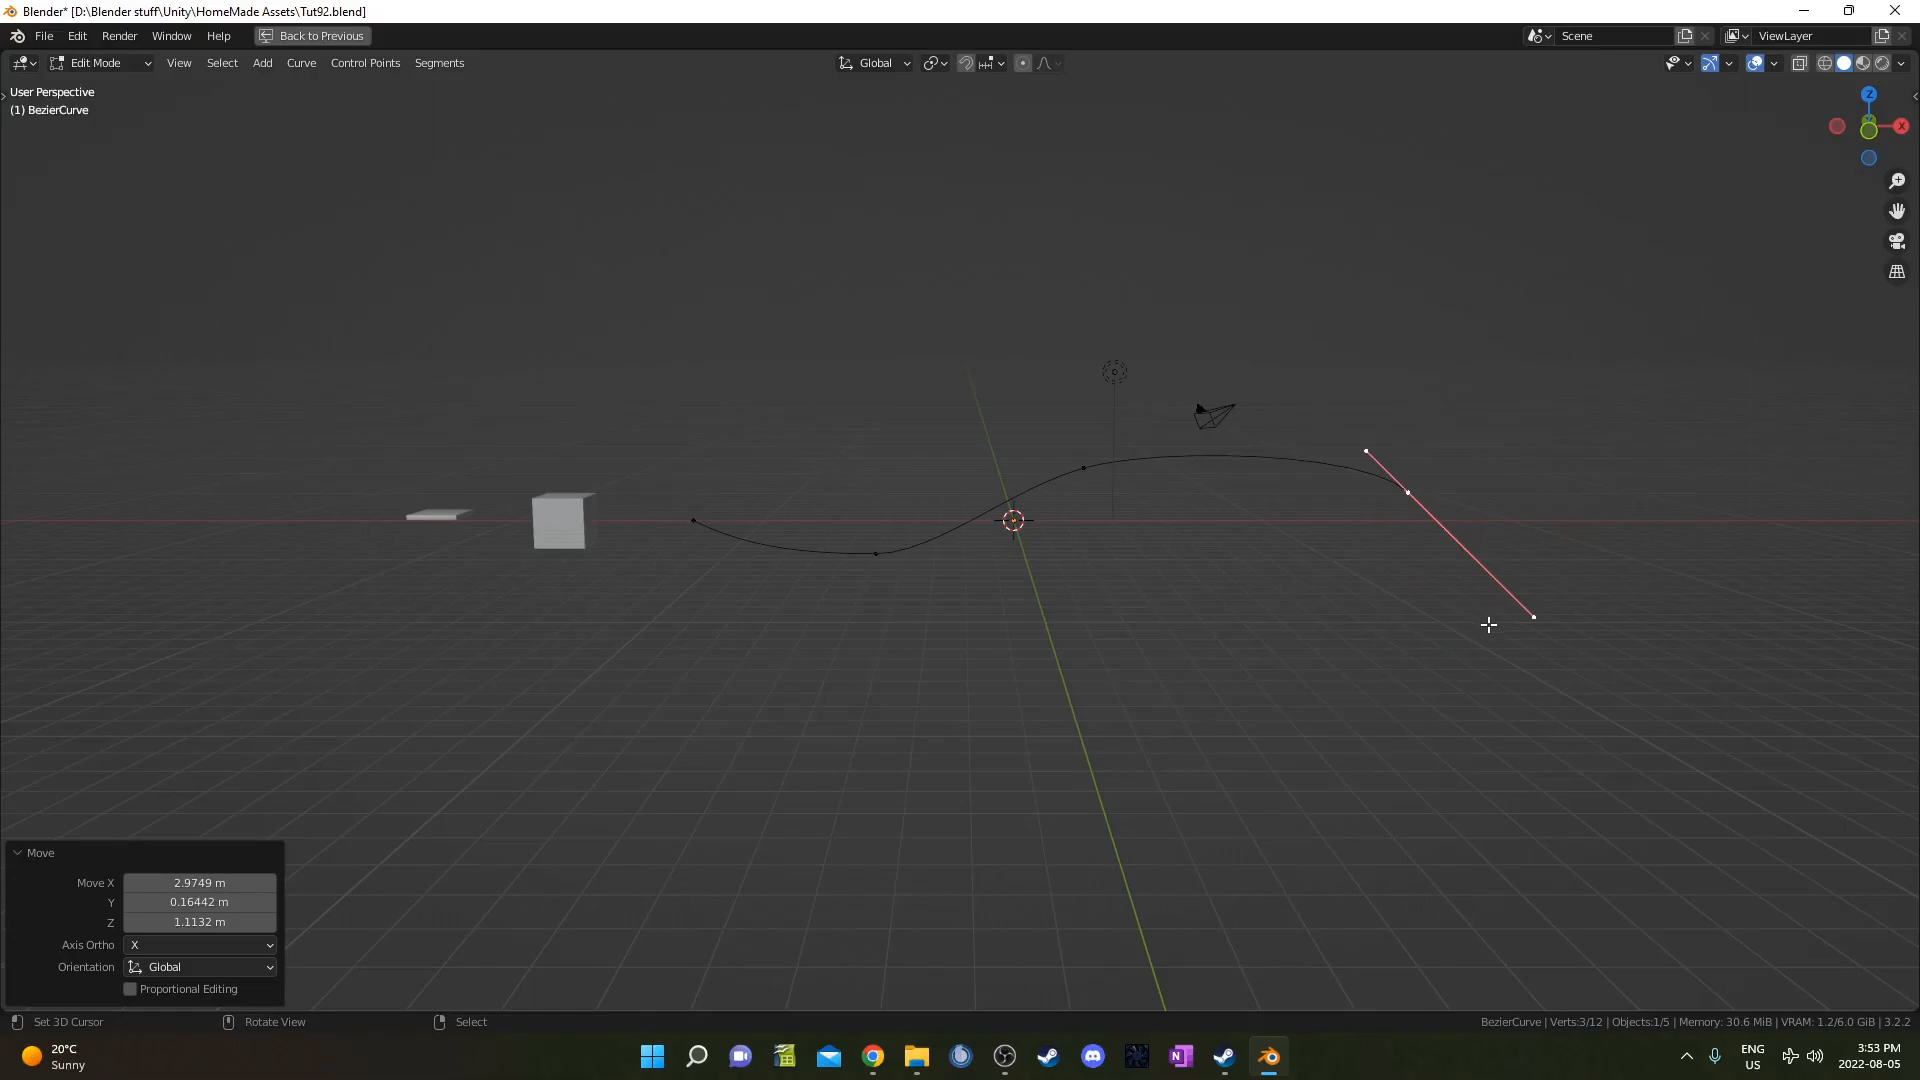 Blender* [D:\Blender stuff\Unity\HomeMade Assets\Tut92.blend]
File Edit Render Window Help Back to Previous Scene ViewLayer
Edit Mode View Select Add Curve Control Points Segments Global
User Perspective
(1) BezierCurve
Z
X
Move
Move X 2.9749 m
Y 0.16442 m
Z 1.1132 m
Axis Ortho X
Orientation Global
Proportional Editing
Set 3D Cursor Rotate View Select BezierCurve | Verts:3/12 | Objects:1/5 | Memory: 30.6 MiB | VRAM: 1.2/6.0 GiB | 3.2.2
20°C
Sunny
ENG
US
3:53 PM
2022-08-05